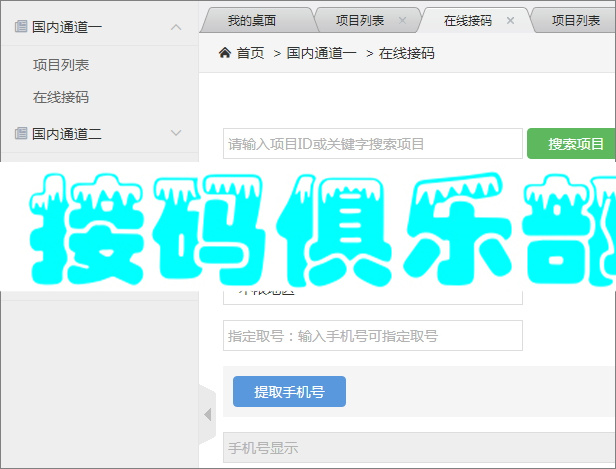 国内通道一
项目列表
在线接码
国内通道二
我的桌面 项目列表 × 在线接码 × 项目列表
首页 > 国内通道一 > 在线接码
请输入项目ID或关键字搜索项目 搜索项目
接码俱乐部
不限地区
指定取号：输入手机号可指定取号
提取手机号
手机号显示